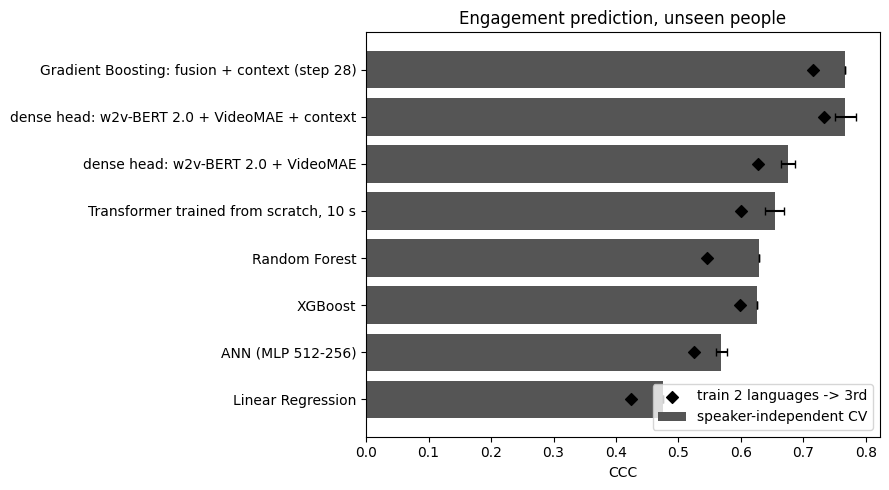 Engagement prediction, unseen people
Gradient Boosting: fusion + context (step 28)
dense head: w2v-BERT 2.0 + VideoMAE + context
dense head: w2v-BERT 2.0 + VideoMAE
Transformer trained from scratch, 10 s
Random Forest
XGBoost
ANN (MLP 512-256)
Linear Regression
train 2 languages -> 3rd
speaker-independent CV
0.0 0.1 0.2 0.3 0.4 0.5 0.6 0.7 0.8
CCC